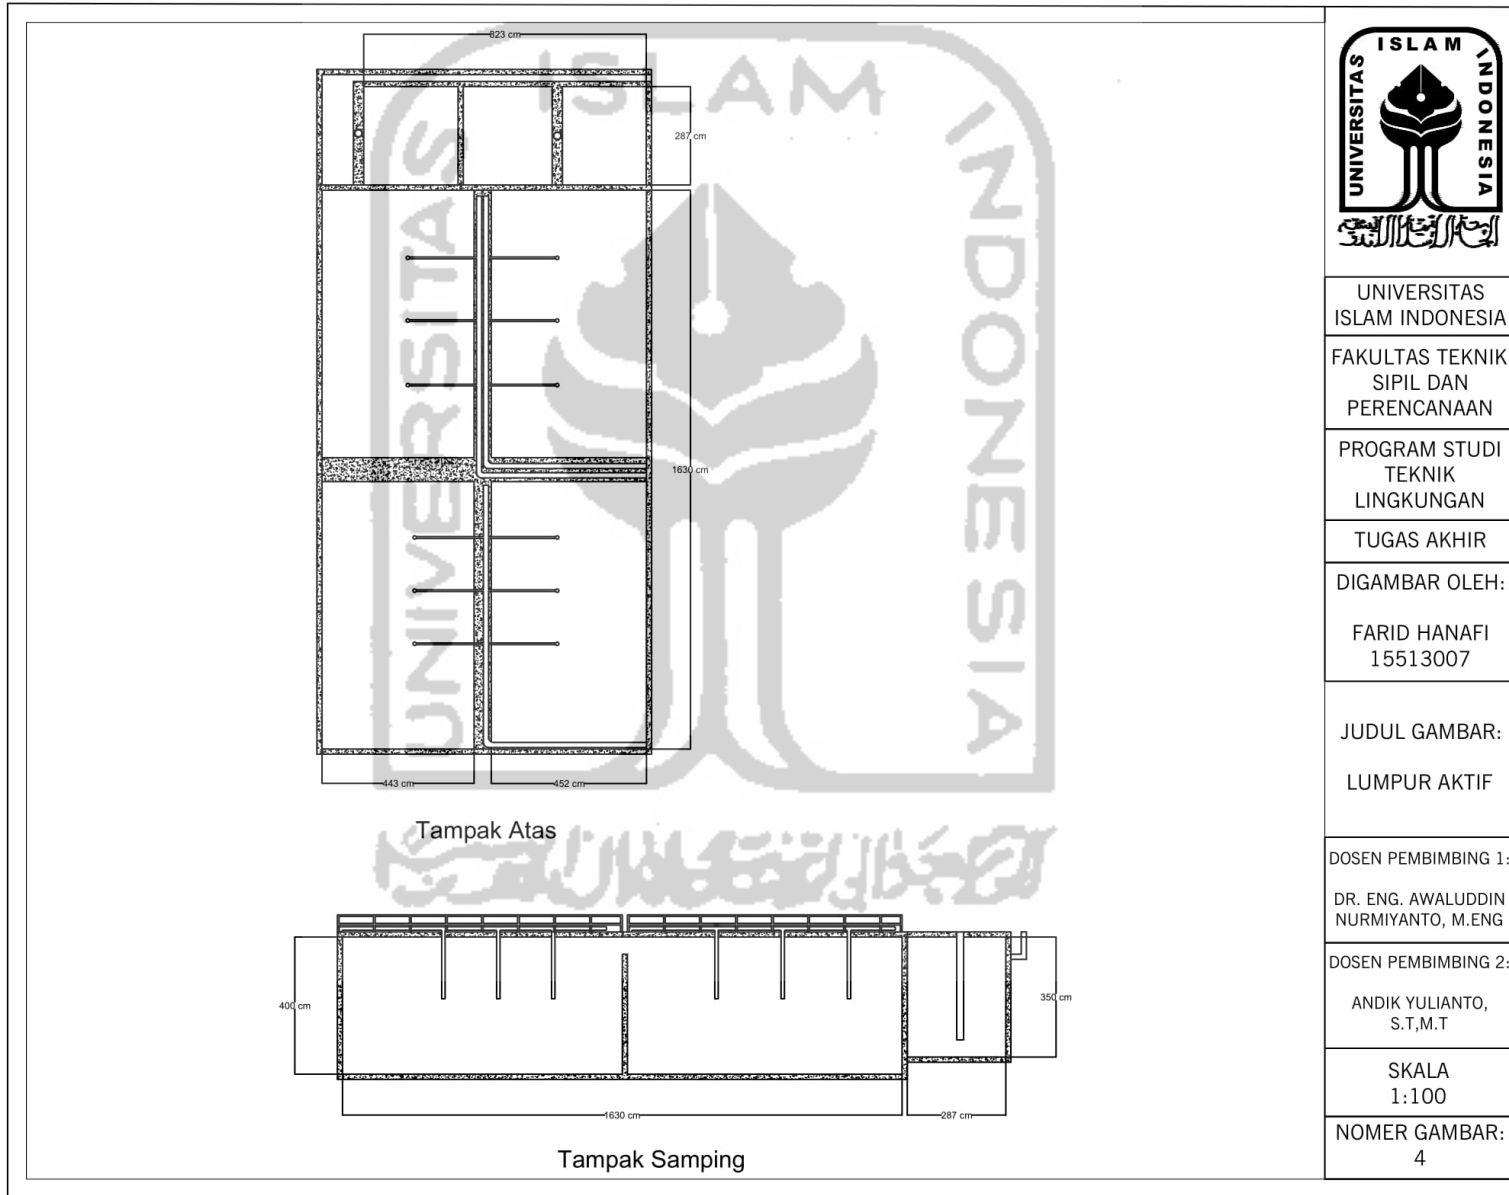 823 cm
287 cm
1630 cm
443 cm
452 cm
Tampak Atas
400 cm
350 cm
1630 cm
287 cm
Tampak Samping
UNIVERSITAS ISLAM INDONESIA
UNIVERSITAS ISLAM INDONESIA
UNIVERSITAS
ISLAM INDONESIA
FAKULTAS TEKNIK
SIPIL DAN
PERENCANAAN
PROGRAM STUDI
TEKNIK
LINGKUNGAN
TUGAS AKHIR
DIGAMBAR OLEH:
FARID HANAFI
15513007
JUDUL GAMBAR:
LUMPUR AKTIF
DOSEN PEMBIMBING 1:
DR. ENG. AWALUDDIN
NURMIYANTO, M.ENG
DOSEN PEMBIMBING 2:
ANDIK YULIANTO,
S.T,M.T
SKALA
1:100
NOMER GAMBAR:
4